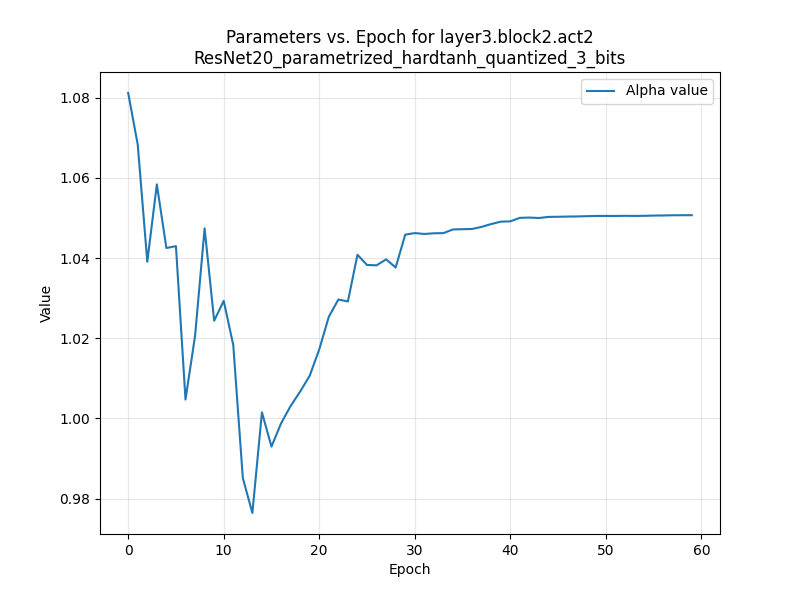 Parameters vs. Epoch for layer3.block2.act2
ResNet20_parametrized_hardtanh_quantized_3_bits
Alpha value
1.08
1.06
1.04
1.02
1.00
0.98
Value
0 10 20 30 40 50 60
Epoch